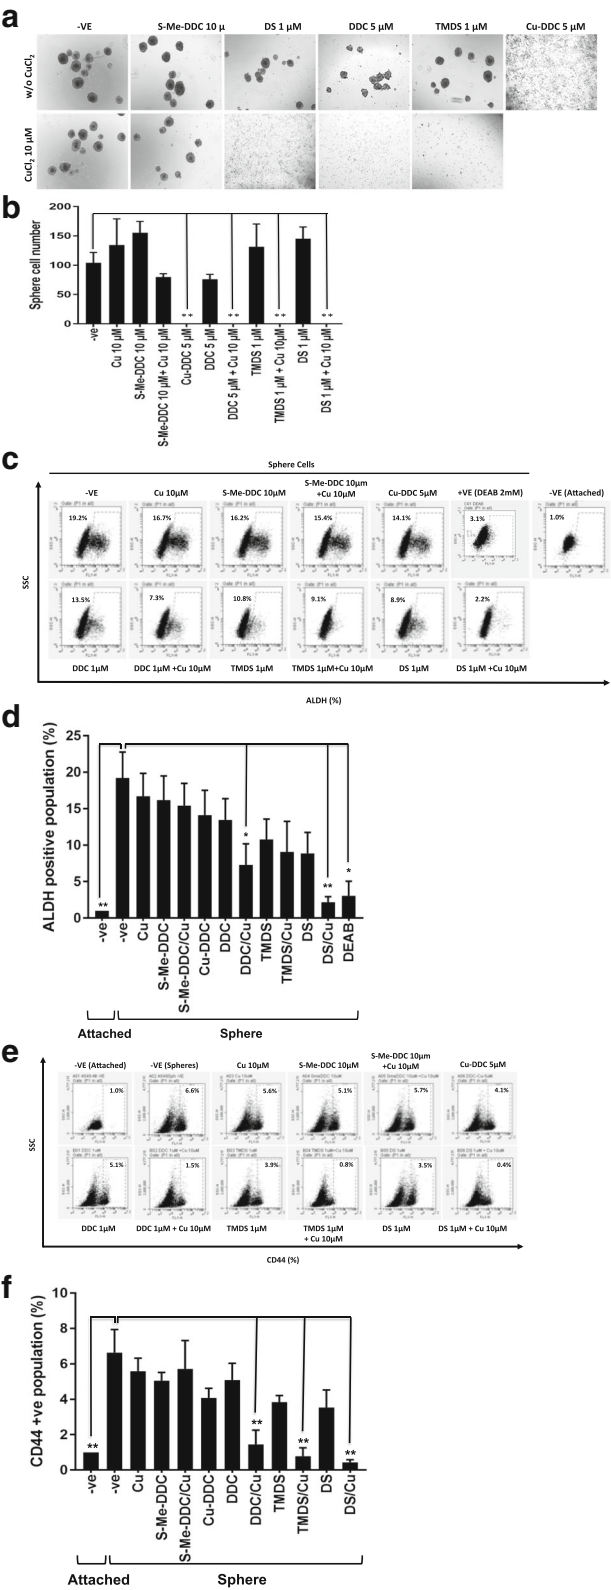 a
-VE S-Me-DDC 10 µ DS 1 µM DDC 5 µM TMDS 1 µM Cu-DDC 5 µM
w/o CuCl2
CuCl2 10 µM
b
Sphere cell number
200
150
100
50
0
** ** ** **
-ve
Cu 10 µM
S-Me-DDC 10 µM
S-Me-DDC 10 µM+ Cu 10 µM
Cu-DDC 5 µM
DDC 5 µM
DDC 5 µM + Cu 10 µM
TMDS 1 µM
TMDS 1 µM + Cu 10µM
DS 1 µM
DS 1 µM+ Cu 10 µM
c
Sphere Cells
-VE Cu 10µM S-Me-DDC 10µM S-Me-DDC 10µm +Cu 10µM Cu-DDC 5µM +VE (DEAB 2mM) -VE (Attached)
19.2% 16.7% 16.2% 15.4% 14.1% 3.1% 1.0%
SSC
13.5% 7.3% 10.8% 9.1% 8.9% 2.2%
DDC 1µM DDC 1µM +Cu 10µM TMDS 1µM TMDS 1µM+Cu 10µM DS 1µM DS 1µM +Cu 10µM
ALDH (%)
d
ALDH positive population (%)
25
20
15
10
5
0
** * ** *
-ve
-ve
Cu
S-Me-DDC
S-Me-DDC/Cu
Cu-DDC
DDC
DDC/Cu
TMDS
TMDS/Cu
DS
DS/Cu
DEAB
Attached Sphere
e
-VE (Attached) -VE (Spheres) Cu 10µM S-Me-DDC 10µM S-Me-DDC 10µm +Cu 10µM Cu-DDC 5µM
1.0% 6.6% 5.6% 5.1% 5.7% 4.1%
SSC
5.1% 1.5% 3.9% 0.8% 3.5% 0.4%
DDC 1µM DDC 1µM + Cu 10µM TMDS 1µM TMDS 1µM + Cu 10µM DS 1µM DS 1µM + Cu 10µM
CD44 (%)
f
CD44 +ve population (%)
10
8
6
4
2
0
** ** ** **
-ve
-ve
Cu
S-Me-DDC
S-Me-DDC/Cu
Cu-DDC
DDC
DDC/Cu
TMDS
TMDS/Cu
DS
DS/Cu
Attached Sphere